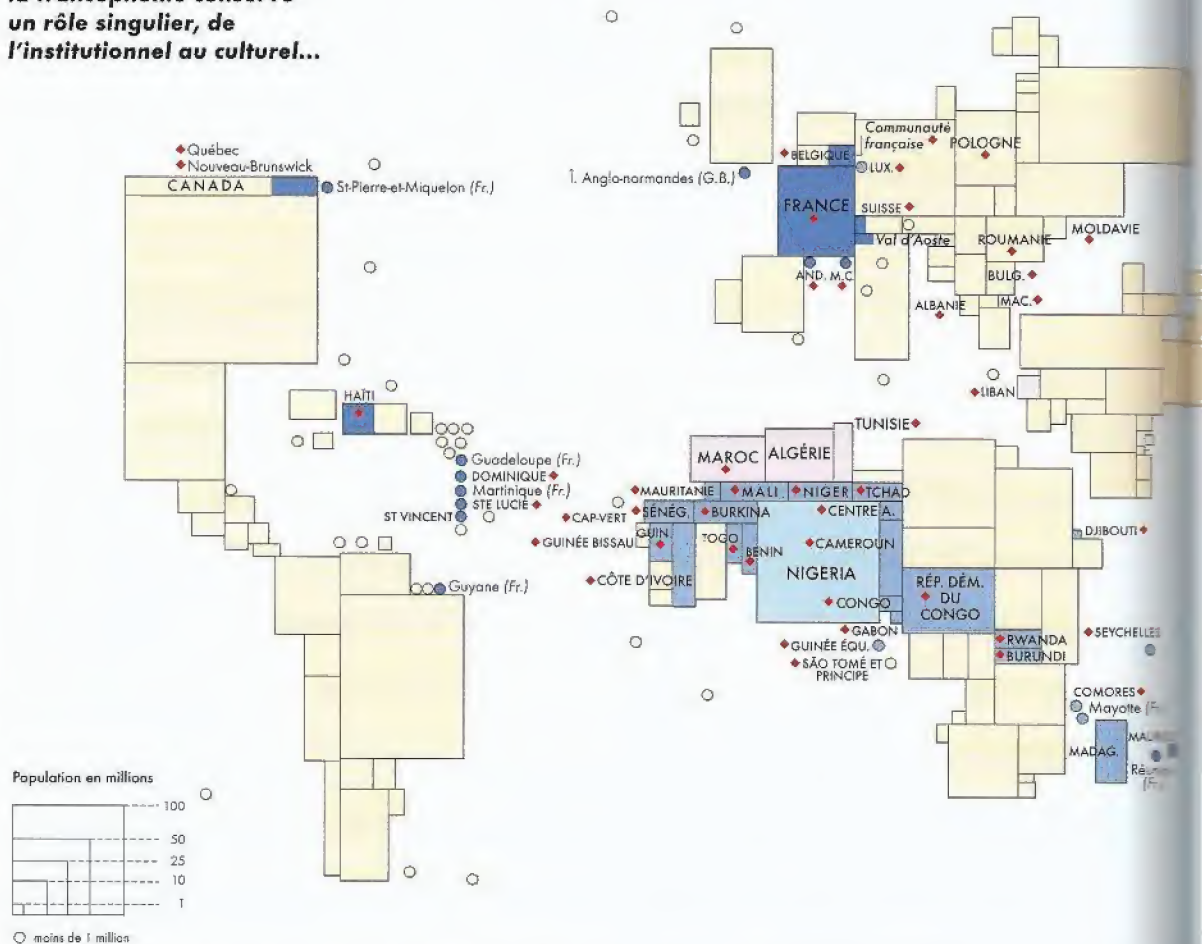 un rôle singulier, de
l'institutionnel au culturel...
Québec
Nouveau-Brunswick
CANADA
St-Pierre-et-Miquelon (Fr.)
HAÏTI
Guadeloupe (Fr.)
DOMINIQUE
Martinique (Fr.)
STE LUCIE
ST VINCENT
Guyane (Fr.)
Î. Anglo-normandes (G.B.)
BELGIQUE
Communauté
française
POLOGNE
LUX.
FRANCE
SUISSE
Val d'Aoste
ROUMANIE
MOLDAVIE
AND.
M.C.
BULG.
ALBANIE
MAC.
LIBAN
TUNISIE
MAROC
ALGÉRIE
MAURITANIE
MALI
NIGER
TCHAD
CAP-VERT
SÉNÉG.
BURKINA
CENTRE A.
GUINÉE BISSAU
GUIN.
TOGO
BENIN
CAMEROUN
DJIBOUTI
CÔTE D'IVOIRE
NIGERIA
RÉP. DÉM.
DU
CONGO
CONGO
GABON
GUINÉE ÉQU.
SÃO TOMÉ ET
PRINCIPE
RWANDA
BURUNDI
SEYCHELLES
COMORES
Mayotte
MADAG.
Population en millions
100
50
25
10
1
moins de 1 million